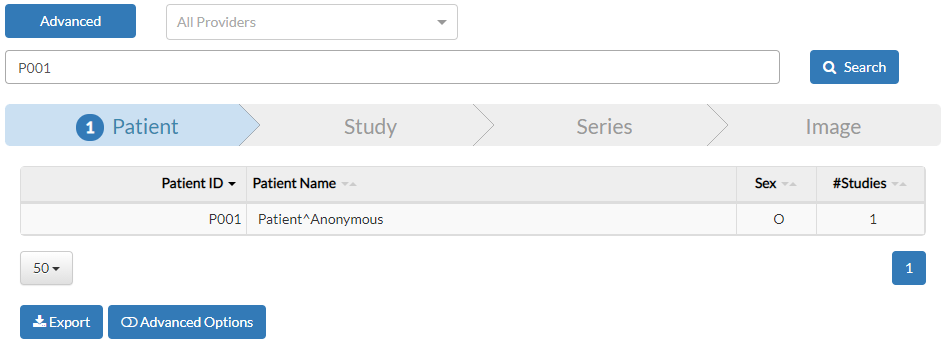 Advanced All Providers
P001 Search
1 Patient Study Series Image
Patient ID Patient Name Sex #Studies
P001 Patient^Anonymous O 1
50 1
Export Advanced Options